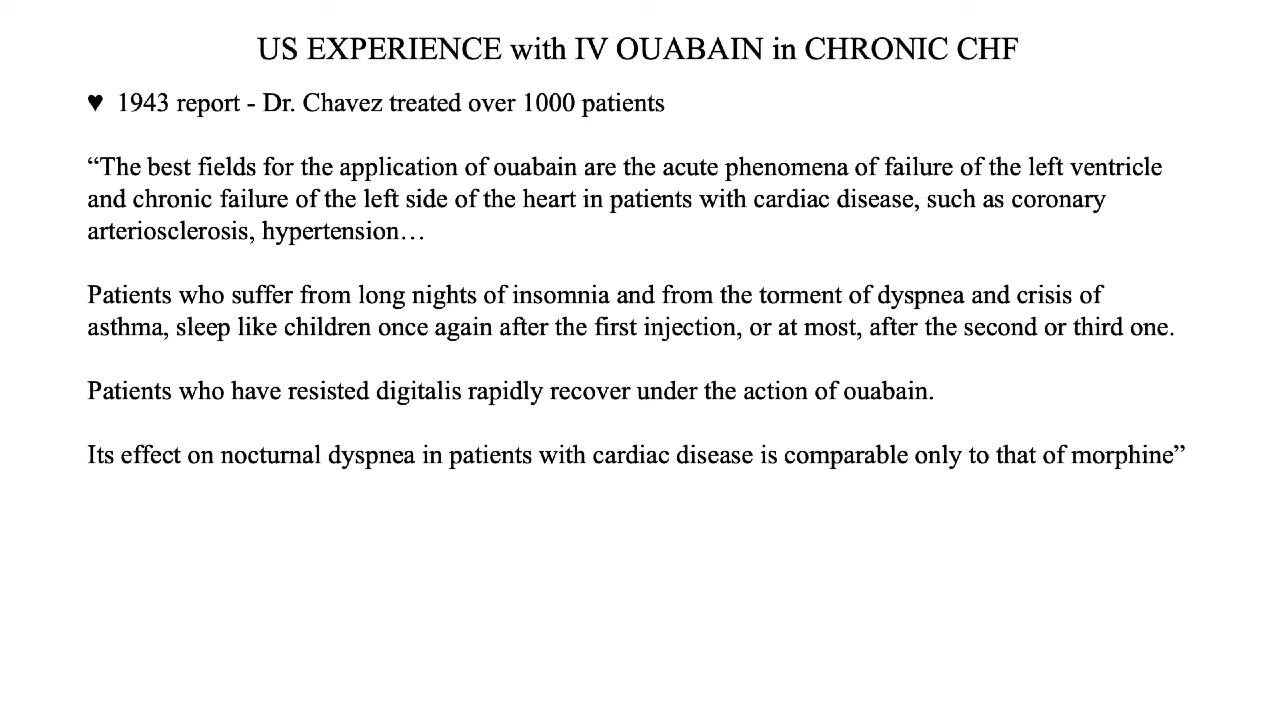 US EXPERIENCE with IV OUABAIN in CHRONIC CHF
♥ 1943 report - Dr. Chavez treated over 1000 patients
“The best fields for the application of ouabain are the acute phenomena of failure of the left ventricle
and chronic failure of the left side of the heart in patients with cardiac disease, such as coronary
arteriosclerosis, hypertension…
Patients who suffer from long nights of insomnia and from the torment of dyspnea and crisis of
asthma, sleep like children once again after the first injection, or at most, after the second or third one.
Patients who have resisted digitalis rapidly recover under the action of ouabain.
Its effect on nocturnal dyspnea in patients with cardiac disease is comparable only to that of morphine”